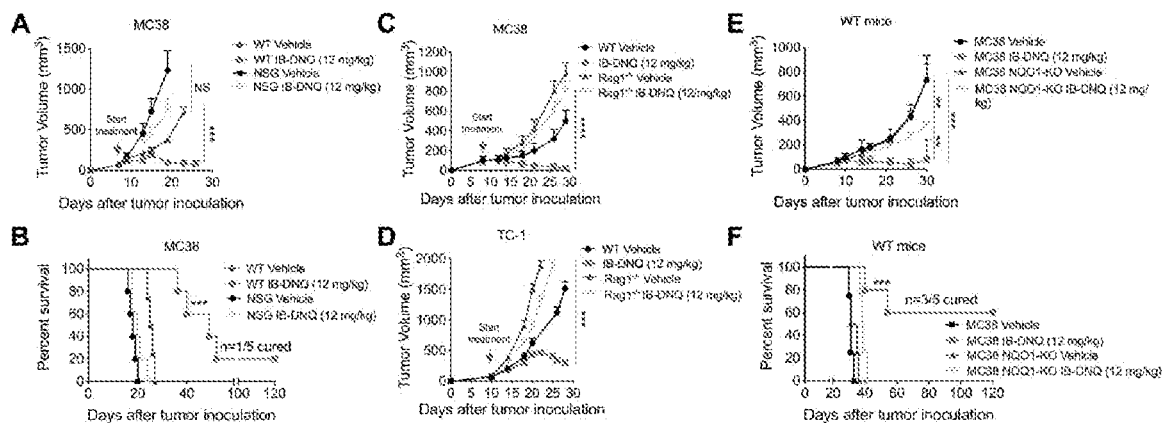 A
MC38
Tumor Volume (mm³)
1500
1000
500
0
Start
treatment
0 10 20 30
Days after tumor inoculation
WT Vehicle
WT IB-DNQ (12 mg/kg)
NSG Vehicle
NSG IB-DNQ (12 mg/kg)
NS
***
B
MC38
Percent survival
100
80
60
40
20
0
0 20 40 100 120
Days after tumor inoculation
WT Vehicle
WT IB-DNQ (12 mg/kg)
NSG Vehicle
NSG IB-DNQ (12 mg/kg)
***
n=1/5 cured
C
MC38
Tumor Volume (mm³)
1200
1000
800
600
400
200
0
Start
treatment
0 5 10 15 20 25 30
Days after tumor inoculation
WT Vehicle
IB-DNQ (12 mg/kg)
Rag1-/- Vehicle
Rag1-/- IB-DNQ (12/mg/kg)
D
TC-1
Tumor Volume (mm³)
2000
1500
1000
500
0
Start
treatment
0 5 10 15 20 25 30
Days after tumor inoculation
WT Vehicle
IB-DNQ (12 mg/kg)
Rag1-/- Vehicle
Rag1-/- IB-DNQ (12 mg/kg)
E
WT mice
Tumor Volume (mm³)
1000
800
600
400
200
0
0 10 20 30
Days after tumor inoculation
MC38 Vehicle
MC38 IB-DNQ (12 mg/kg)
MC38 NQO1-KO Vehicle
MC38 NQO1-KO IB-DNQ (12 mg/
kg)
F
WT mice
Percent survival
100
80
60
40
20
0
0 20 40 100 120
Days after tumor inoculation
***
n=3/5 cured
MC38 Vehicle
MC38 IB-DNQ (12 mg/kg)
MC38 NQO1-KO Vehicle
MC38 NQO1-KO IB-DNQ (12 mg/kg)